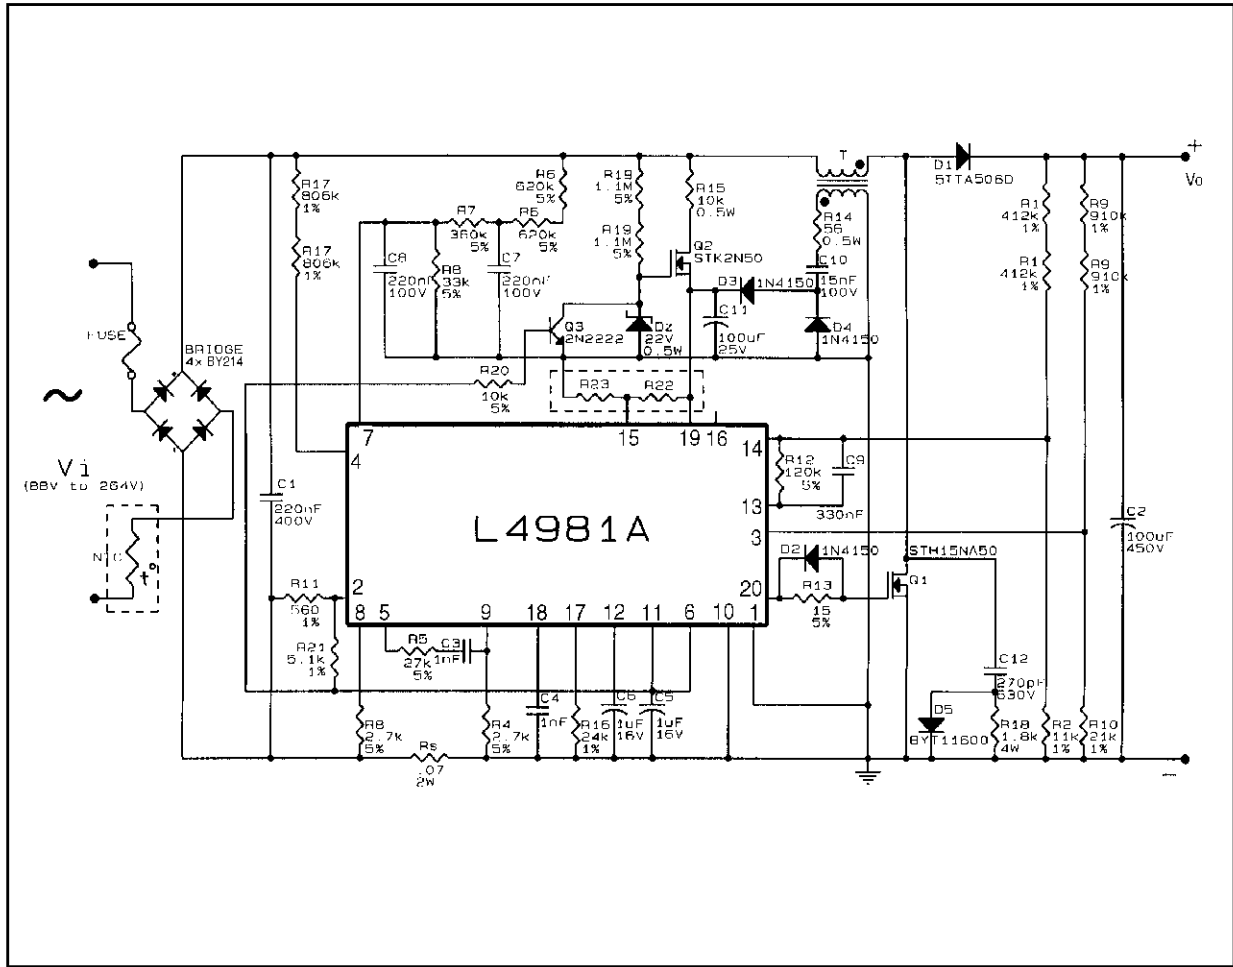 T
+
D1
5TTA506D
Vo
R17
806k
1%
R6
620k
5%
R19
1.1M
5%
R15
10k
0.5W
R14
56
0.5W
R1
412k
1%
R9
910k
1%
R7
360k
5%
R6
620k
5%
R17
806k
1%
R19
1.1M
5%
Q2
STK2N50
C8
220nF
100V
R8
33k
5%
C7
220nF
100V
C10
15nF
100V
R1
412k
1%
R9
910k
1%
D3
1N4150
C11
100uF
25V
D4
1N4150
Q3
2N2222
Dz
22V
0.5W
FUSE
BRIDGE
4x BY214
+
-
~
R20
10k
5%
R23
R22
Vi
(88V to 264V)
7
15
19
16
14
4
R12
120k
5%
C9
330nF
13
C1
220nF
400V
L4981A
3
C2
100uF
450V
NTC
t°
D2
1N4150
STH15NA50
Q1
20
R13
15
5%
R11
560
1%
2
8
5
9
18
17
12
11
6
10
1
R21
5.1k
1%
R5
27k
5%
C3
1nF
C12
270pF
630V
R8
2.7k
5%
R4
2.7k
5%
C4
1nF
R16
24k
1%
C6
1uF
16V
C5
1uF
16V
D5
BYT11600
R18
1.8k
4W
R2
11k
1%
R10
21k
1%
Rs
.07
2W
-